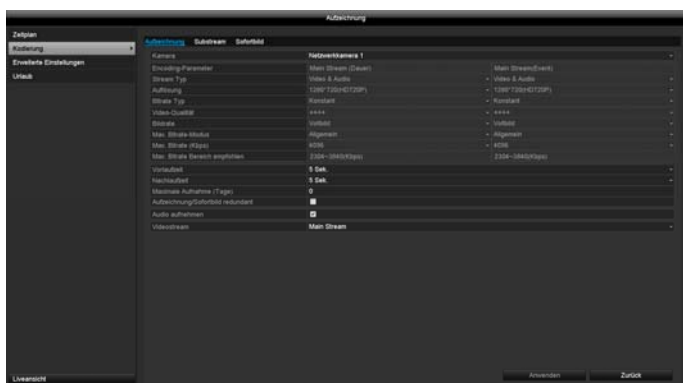 Aufzeichnung
Zeitplan
Kodierung
Erweiterte Einstellungen
Urlaub
Liveansicht
Aufzeichnung Substream Sofortbild
Kamera Netzwerkkamera 1
Encoding-Parameter Main Stream (Dauer) Main Stream(Event)
Stream Typ Video & Audio Video & Audio
Auflösung 1280*720(HD720P) 1280*720(HD720P)
Bitrate Typ Konstant Konstant
Video-Qualität ++++ ++++
Bildrate Vollbild Vollbild
Max. Bitrate-Modus Allgemein Allgemein
Max. Bitrate (Kbps) 4096 4096
Max. Bitrate Bereich empfohlen 2304~3840(Kbps) 2304~3840(Kbps)
Vorlaufzeit 5 Sek.
Nachlaufzeit 5 Sek.
Maximale Aufnahme (Tage) 0
Aufzeichnung/Sofortbild redundant
Audio aufnehmen
Videostream Main Stream
Anwenden Zurück